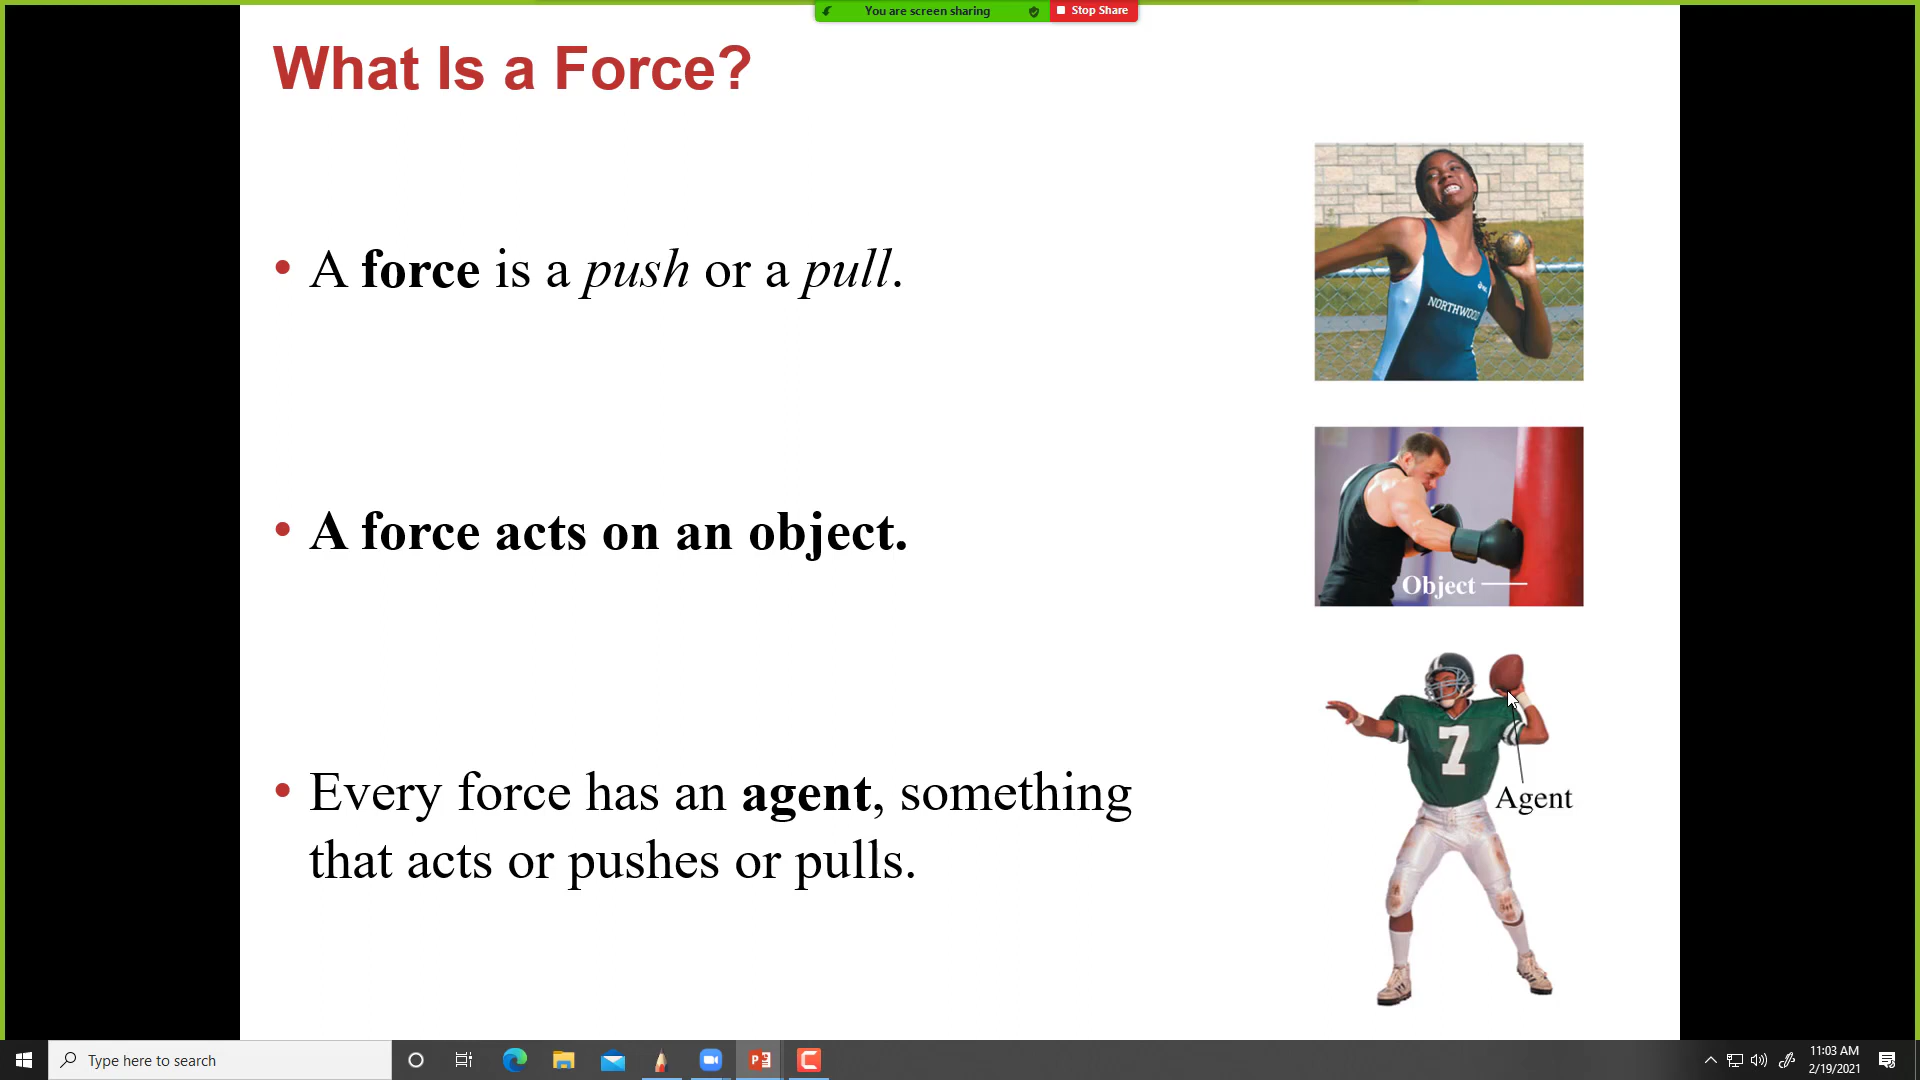 You are screen sharing
Stop Share
What Is a Force?
• A force is a push or a pull.
NORTHWOOD
• A force acts on an object.
Object
7
Agent
• Every force has an agent, something
that acts or pushes or pulls.
Type here to search
11:03 AM
2/19/2021